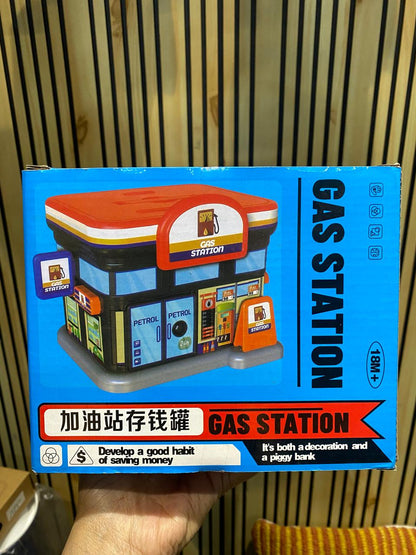 GAS STATION
18M+
GAS
STATION
GAS
STATION
PETROL
PETROL
24h
GAS
STATION
加油站存钱罐
GAS STATION
$
Develop a good habit
of saving money
It's both a decoration and
a piggy bank